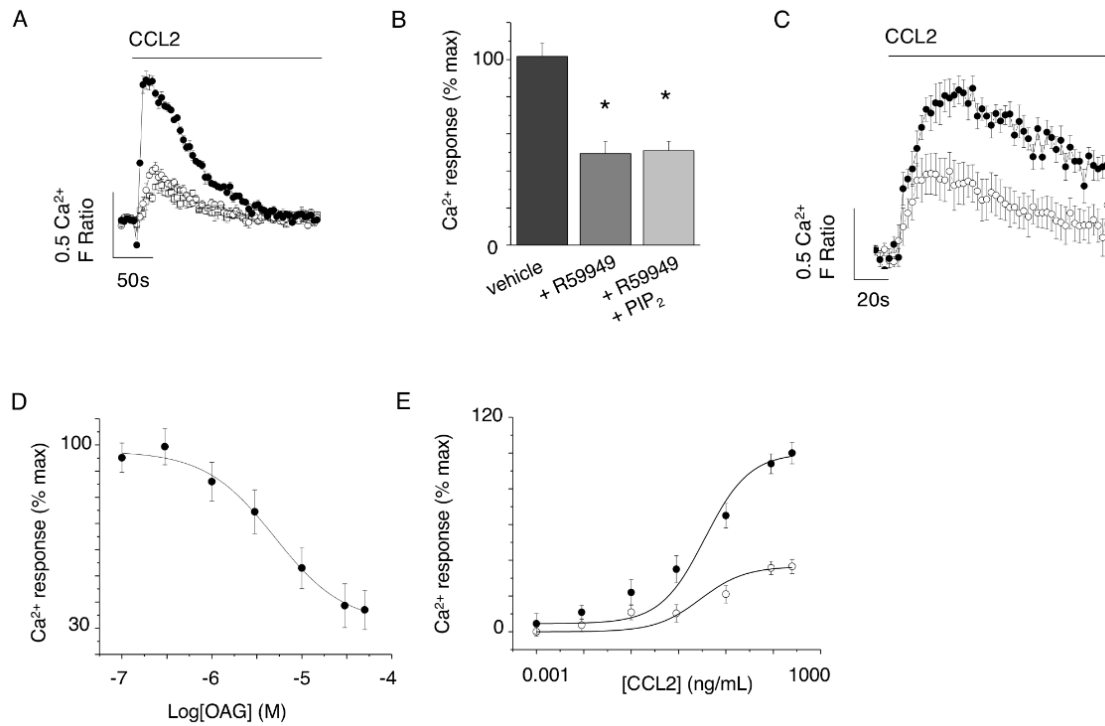 A
CCL2
0.5 Ca²⁺
F Ratio
50s
B
Ca²⁺ response (% max)
100
0
*
*
vehicle
+ R59949
+ R59949
+ PIP₂
C
CCL2
0.5 Ca²⁺
F Ratio
20s
D
Ca²⁺ response (% max)
100
30
-7 -6 -5 -4
Log[OAG] (M)
E
Ca²⁺ response (% max)
120
0
0.001 1000
[CCL2] (ng/mL)